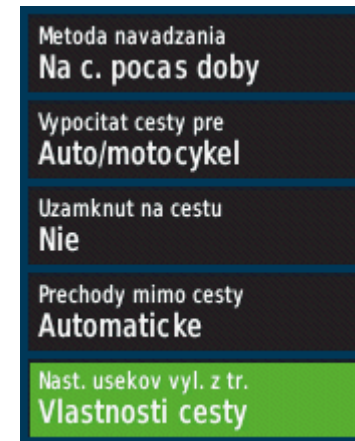 Metoda navadzania
Na c. pocas doby
Vypocitat cesty pre
Auto/motocykel
Uzamknut na cestu
Nie
Prechody mimo cesty
Automaticke
Nast. usekov vyl. z tr.
Vlastnosti cesty